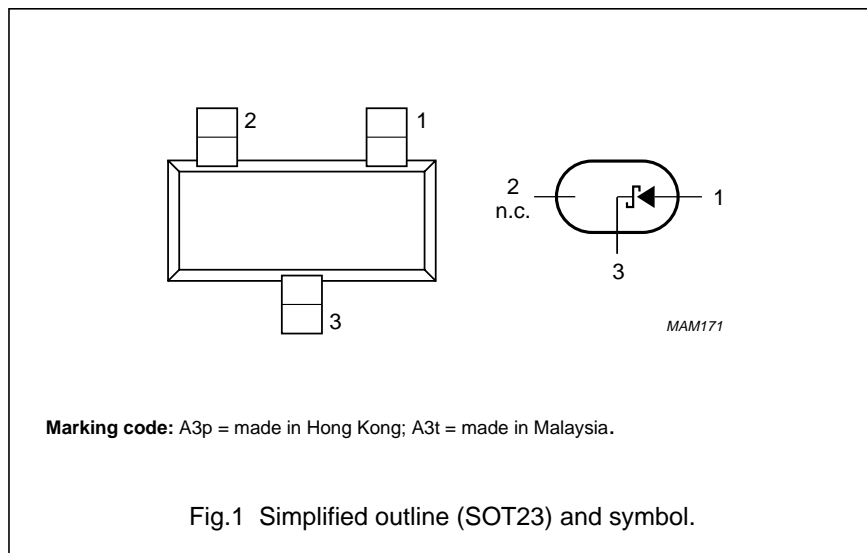 2
1
3
2
n.c.
1
3
MAM171
Marking code: A3p = made in Hong Kong; A3t = made in Malaysia.
Fig.1 Simplified outline (SOT23) and symbol.